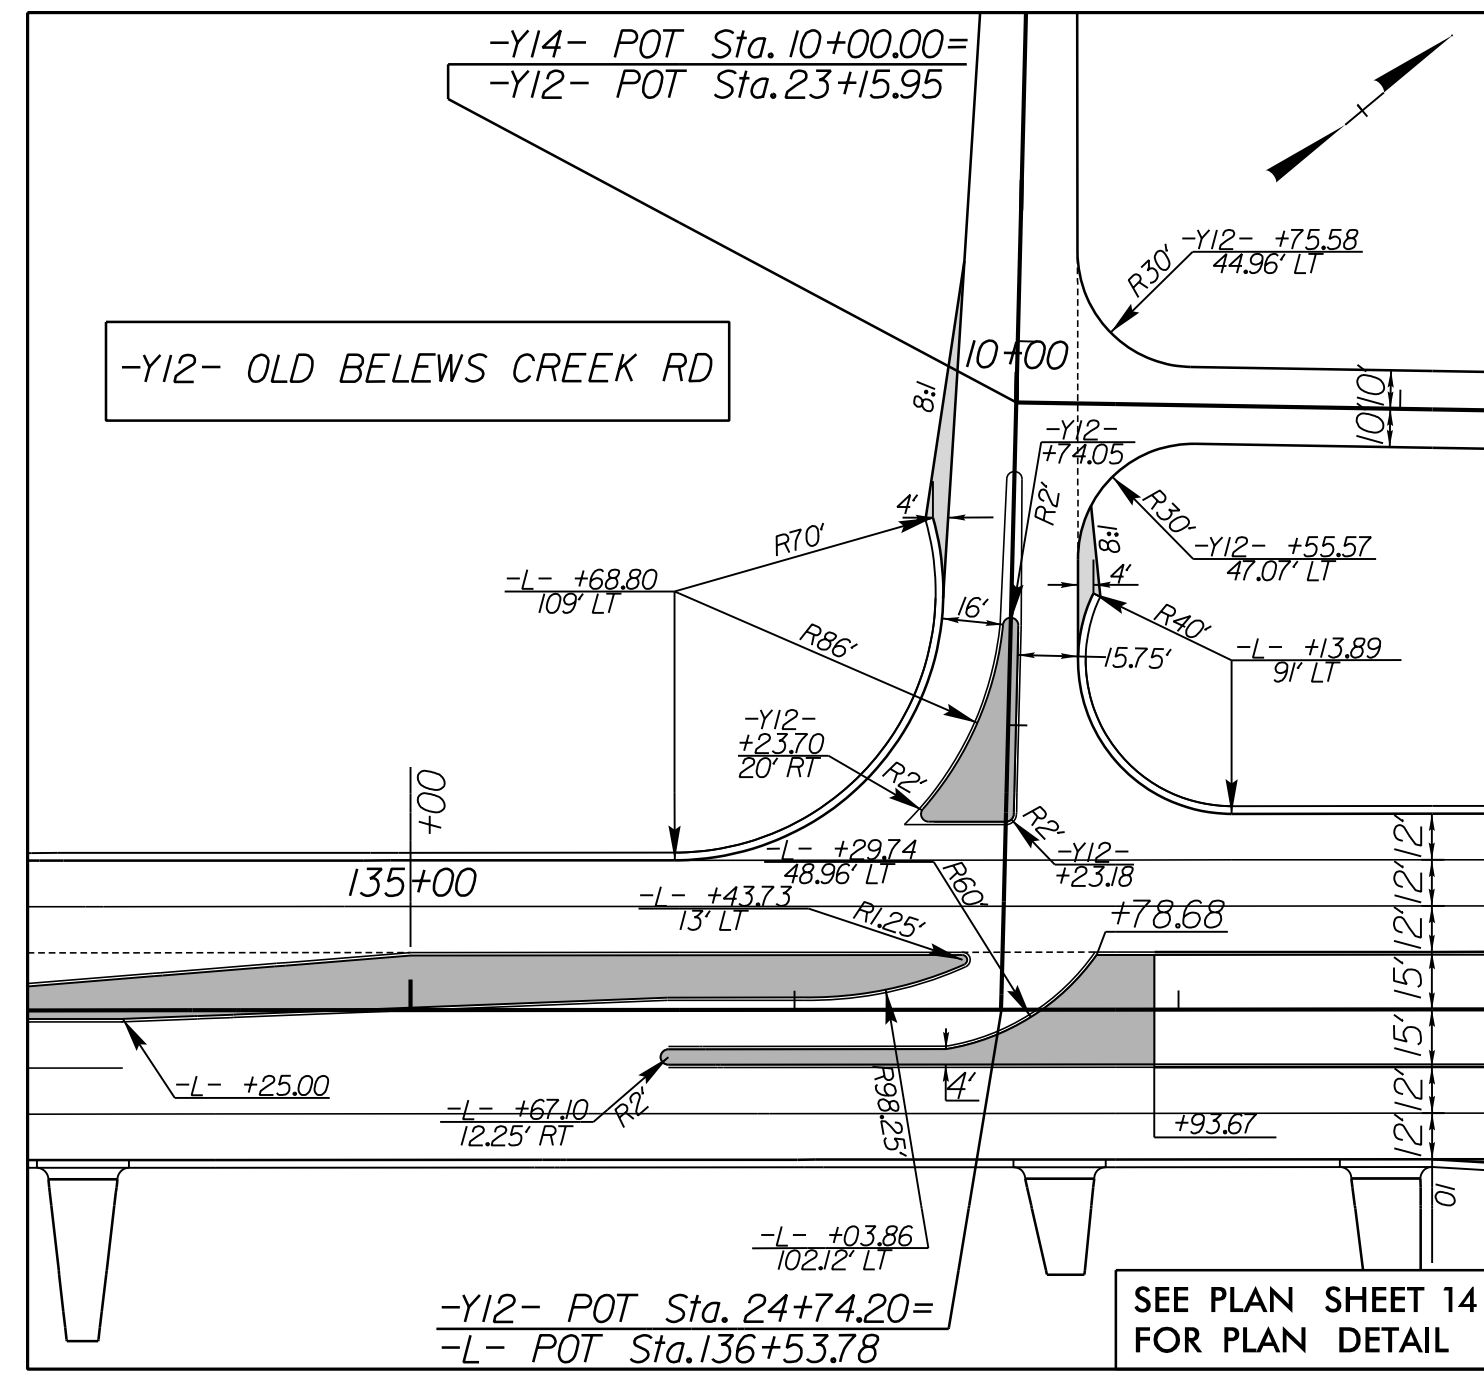 -Y14- POT Sta. 10+00.00=
-Y12- POT Sta. 23+15.95
-Y12- +75.58
44.96' LT
R30'
-Y12- OLD BELEWS CREEK RD
10+00
8:1
10'
10'
-Y12-
+74.05
R2'
4'
R70'
R30'
-Y12- +55.57
47.07' LT
8:1
4'
-L- +68.80
109' LT
16'
R86'
R40'
-L- +13.89
91' LT
15.75'
-Y12-
+23.70
20' RT
R2'
R2'
+00
-Y12-
+23.18
-L- +29.74
48.96' LT
R60'
135+00
-L- +43.73
13' LT
R1.25'
+78.68
12'
12'
12'
15'
15'
12'
12'
-L- +25.00
-L- +67.10
12.25' RT
R2'
R98.25'
4'
+93.67
10
-L- +03.86
102.12' LT
-Y12- POT Sta. 24+74.20=
-L- POT Sta. 136+53.78
SEE PLAN SHEET 14
FOR PLAN DETAIL